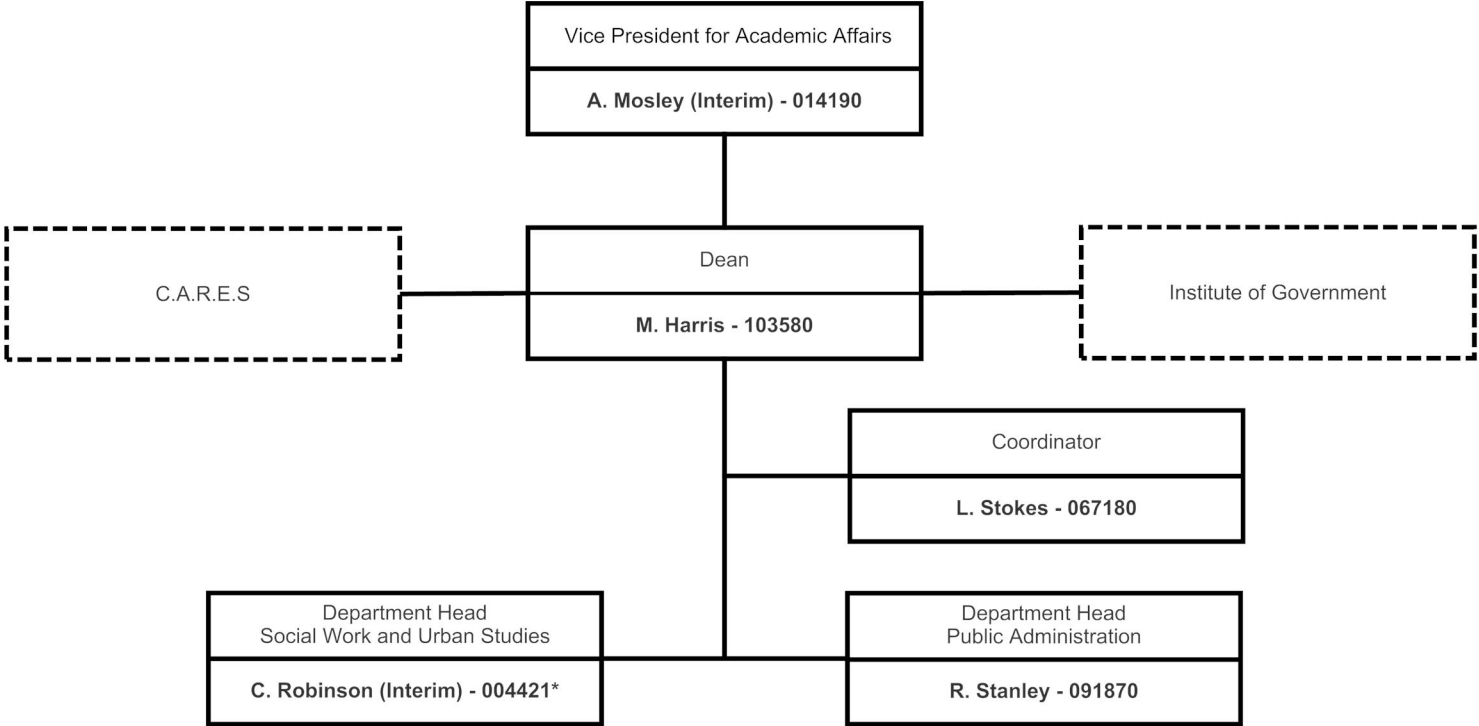 Vice President for Academic Affairs
A. Mosley (Interim) - 014190
C.A.R.E.S
Dean
M. Harris - 103580
Institute of Government
Coordinator
L. Stokes - 067180
Department Head
Social Work and Urban Studies
C. Robinson (Interim) - 004421*
Department Head
Public Administration
R. Stanley - 091870